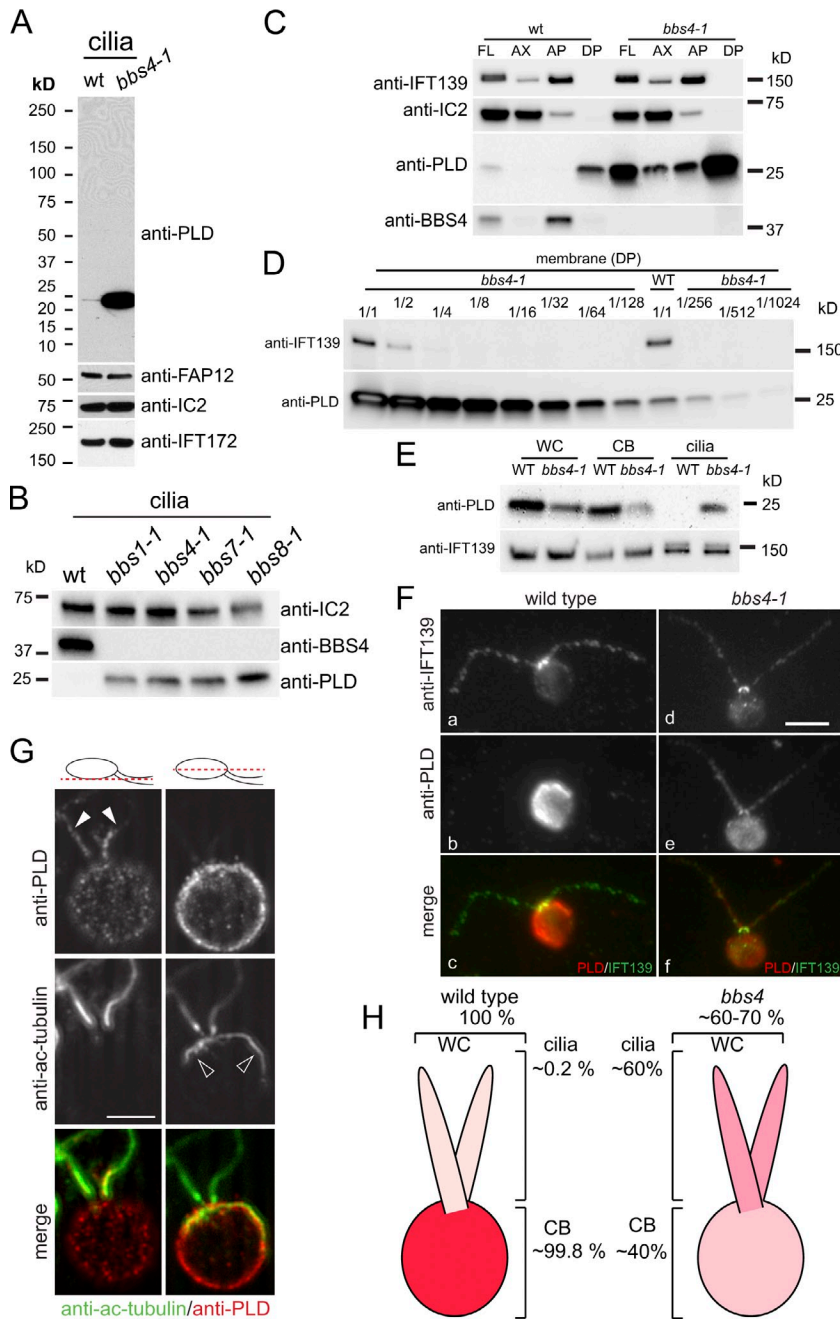 A
cilia
wt bbs4-1
kD
250
150
100
75
50
37
25
20
15
10
anti-PLD
50
anti-FAP12
75
anti-IC2
250
150
anti-IFT172
B
cilia
wt bbs1-1 bbs4-1 bbs7-1 bbs8-1
kD
75
anti-IC2
37
anti-BBS4
25
anti-PLD
C
wt bbs4-1
FL AX AP DP FL AX AP DP
kD
anti-IFT139
150
anti-IC2
75
anti-PLD
25
anti-BBS4
37
D
membrane (DP)
bbs4-1 WT bbs4-1
1/1 1/2 1/4 1/8 1/16 1/32 1/64 1/128 1/1 1/256 1/512 1/1024
kD
anti-IFT139
150
anti-PLD
25
E
WC CB cilia
WT bbs4-1 WT bbs4-1 WT bbs4-1
kD
anti-PLD
25
anti-IFT139
150
F
wild type bbs4-1
anti-IFT139
a d
anti-PLD
b e
merge
c PLD/IFT139 f PLD/IFT139
G
anti-PLD
anti-ac-tubulin
merge
anti-ac-tubulin/anti-PLD
H
wild type
100 %
WC
bbs4
~60-70 %
WC
cilia
~0.2 %
cilia
~60%
CB
~99.8 %
CB
~40%